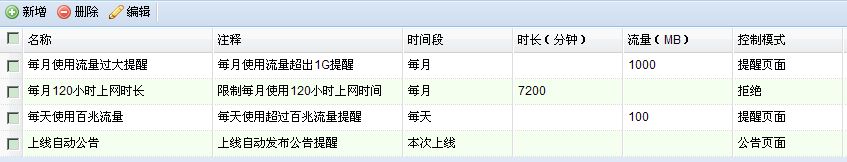 新增 删除 编辑
名称 注释 时间段 时长（分钟） 流量（MB） 控制模式
每月使用流量过大提醒 每月使用流量超出1G提醒 每月 1000 提醒页面
每月120小时上网时长 限制每月使用120小时上网时间 每月 7200 拒绝
每天使用百兆流量 每天使用超过百兆流量提醒 每天 100 提醒页面
上线自动公告 上线自动发布公告提醒 本次上线 公告页面